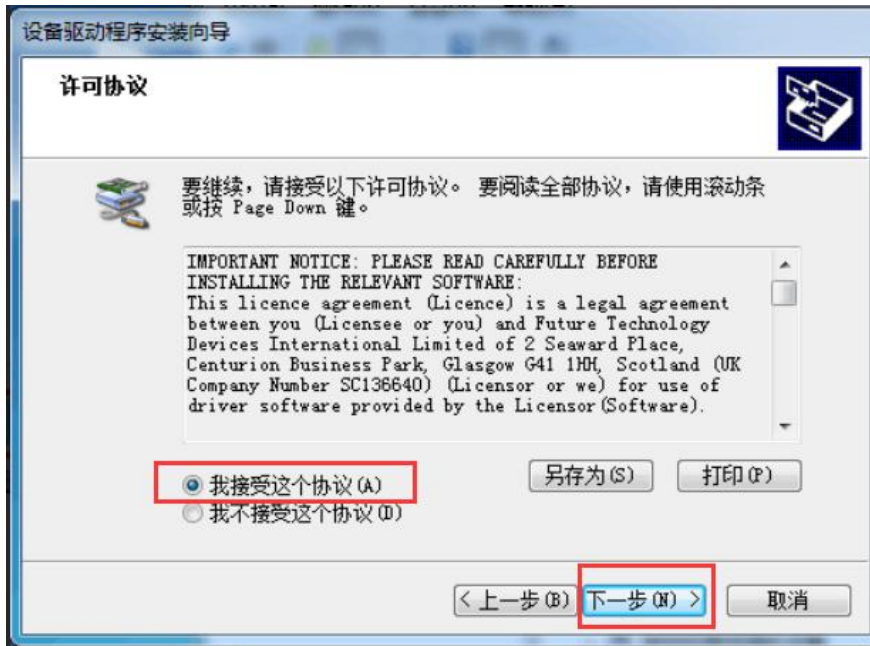 设备驱动程序安装向导
许可协议
要继续，请接受以下许可协议。 要阅读全部协议，请使用滚动条
或按 Page Down 键。
IMPORTANT NOTICE: PLEASE READ CAREFULLY BEFORE
INSTALLING THE RELEVANT SOFTWARE:
This licence agreement (Licence) is a legal agreement
between you (Licensee or you) and Future Technology
Devices International Limited of 2 Seaward Place,
Centurion Business Park, Glasgow G41 1HH, Scotland (UK
Company Number SC136640) (Licensor or we) for use of
driver software provided by the Licensor(Software).
我接受这个协议(A) 另存为(S) 打印(P)
我不接受这个协议(D)
< 上一步(B) 下一步(N) > 取消